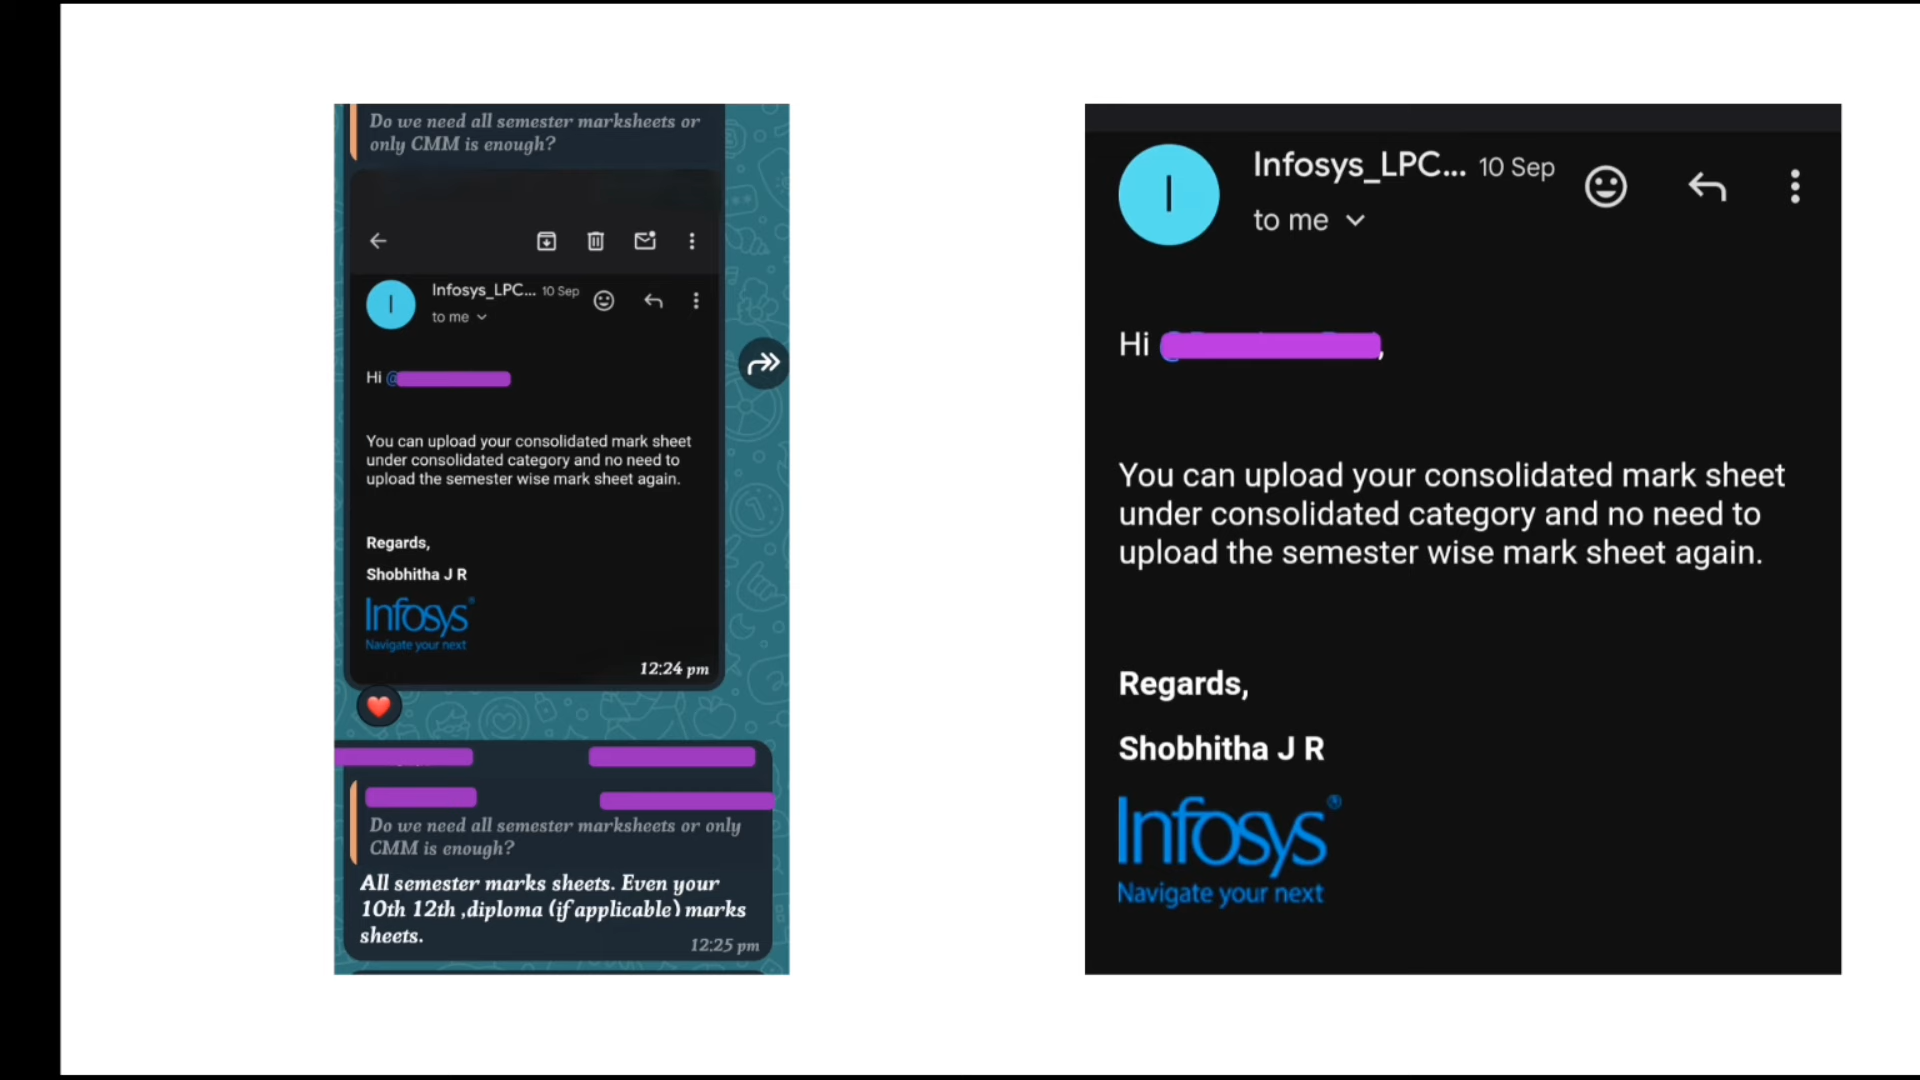 Do we need all semester marksheets or
only CMM is enough?
I
Infosys_LPC... 10 Sep
to me
Hi @
You can upload your consolidated mark sheet
under consolidated category and no need to
upload the semester wise mark sheet again.
Regards,
Shobhitha J R
Infosys®
Navigate your next
12:24 pm
Do we need all semester marksheets or only
CMM is enough?
All semester marks sheets. Even your
10th 12th ,diploma (if applicable) marks
sheets.
12:25 pm
I
Infosys_LPC... 10 Sep
to me
Hi ,
You can upload your consolidated mark sheet
under consolidated category and no need to
upload the semester wise mark sheet again.
Regards,
Shobhitha J R
Infosys®
Navigate your next